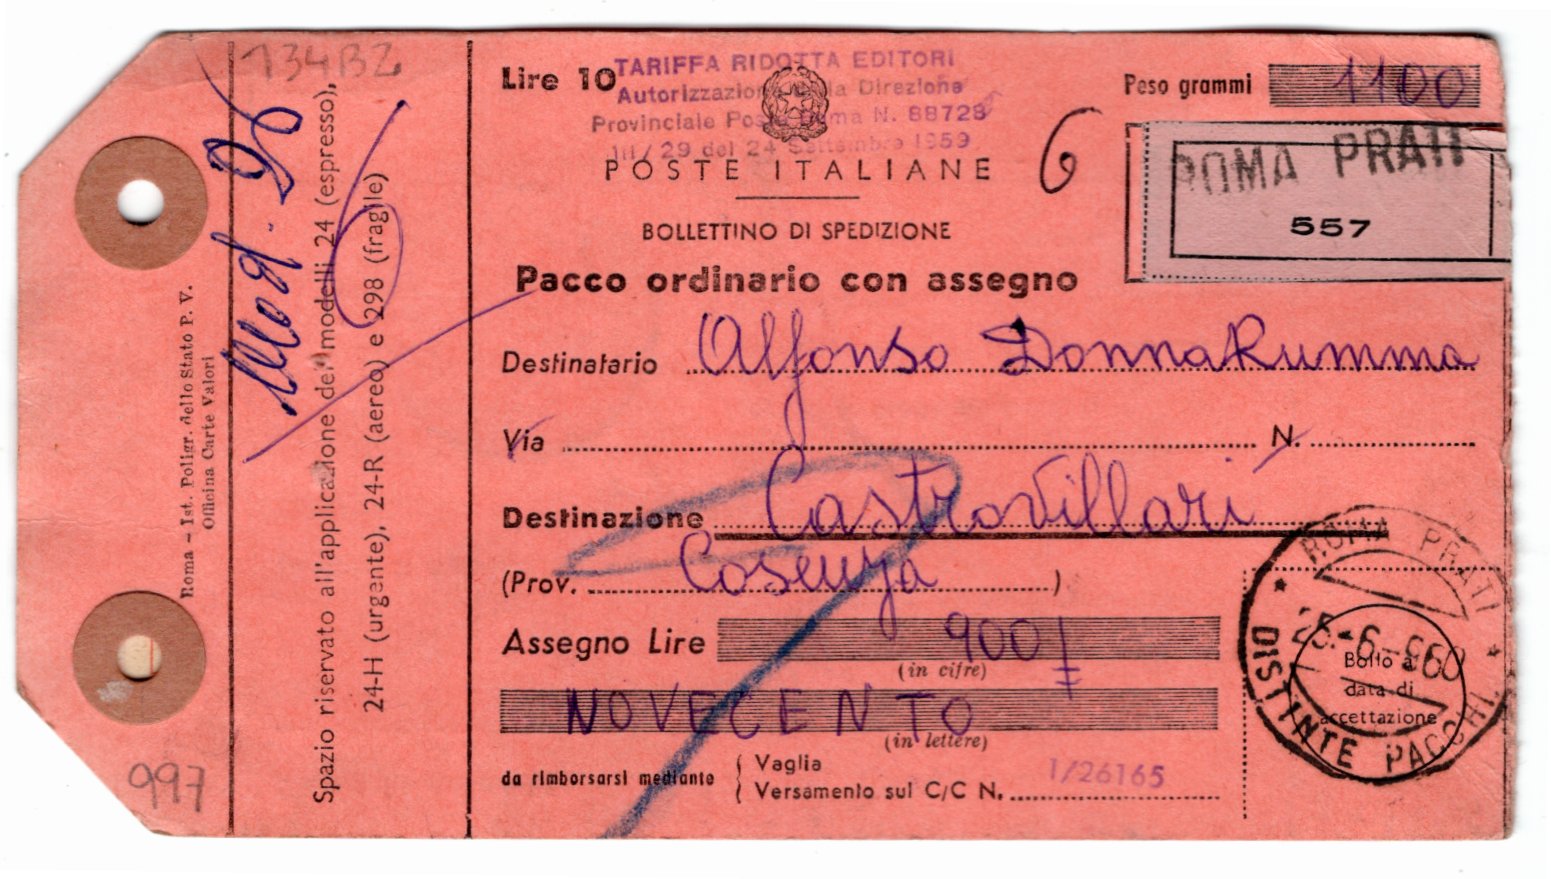 134BZ
Mod. 26
Roma - Ist. Poligr. dello Stato P. V.
Officina Carte Valori
Spazio riservato all'applicazione dei modelli 24 (espresso),
24-H (urgente), 24-R (aereo) e 298 (fragile)
997
Lire 10
TARIFFA RIDOTTA EDITORI
Autorizzazione della Direzione
Provinciale Poste Roma N. 88728
III/29 del 24 Settembre 1959
POSTE ITALIANE
6
Peso grammi 1100
ROMA PRATI
557
BOLLETTINO DI SPEDIZIONE
Pacco ordinario con assegno
Destinatario Alfonso DonnaRumma
Via N.
Destinazione Castrovillari
(Prov. Cosenza)
Assegno Lire 900
(in cifre)
NOVECENTO
(in lettere)
da rimborsarsi mediante
Vaglia
Versamento sul C/C N. 1/26165
ROMA PRATI
25-6-960
DISTINTE PACCHI
Bollo a
data di
accettazione